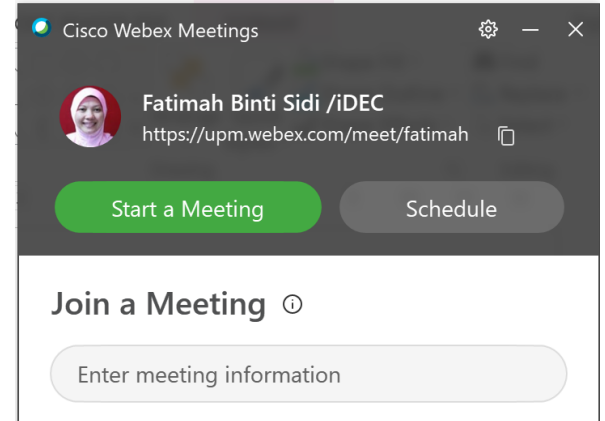 Cisco Webex Meetings
Fatimah Binti Sidi /iDEC
https://upm.webex.com/meet/fatimah
Start a Meeting
Schedule
Join a Meeting
Enter meeting information